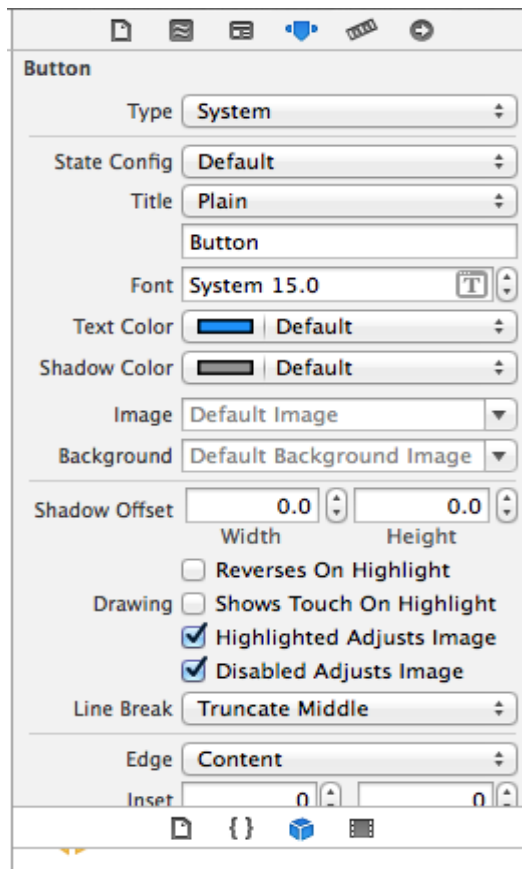 Button
Type System
State Config Default
Title Plain
Button
Font System 15.0 T
Text Color Default
Shadow Color Default
Image Default Image
Background Default Background Image
Shadow Offset 0.0 0.0
Width Height
Reverses On Highlight
Drawing Shows Touch On Highlight
Highlighted Adjusts Image
Disabled Adjusts Image
Line Break Truncate Middle
Edge Content
Inset 0 0
{ }